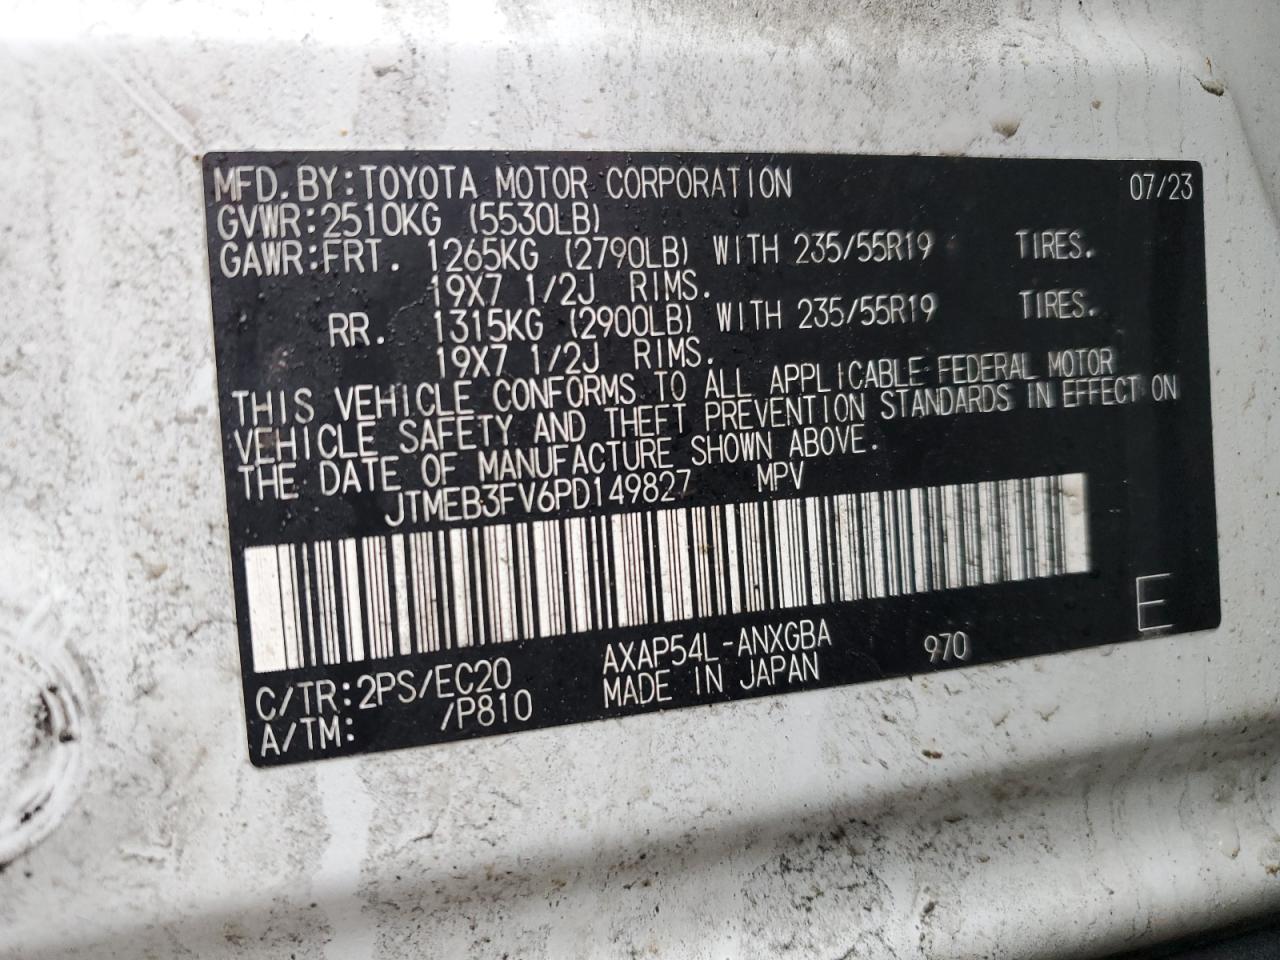 MFD. BY: TOYOTA MOTOR CORPORATION 07/23
GVWR: 2510KG (5530LB)
GAWR: FRT. 1265KG (2790LB) WITH 235/55R19 TIRES.
19X7 1/2J RIMS.
RR. 1315KG (2900LB) WITH 235/55R19 TIRES.
19X7 1/2J RIMS.
THIS VEHICLE CONFORMS TO ALL APPLICABLE FEDERAL MOTOR
VEHICLE SAFETY AND THEFT PREVENTION STANDARDS IN EFFECT ON
THE DATE OF MANUFACTURE SHOWN ABOVE.
JTMEB3FV6PD149827 MPV
C/TR: 2PS/EC20 AXAP54L-ANXGBA 970 E
A/TM: /P810 MADE IN JAPAN